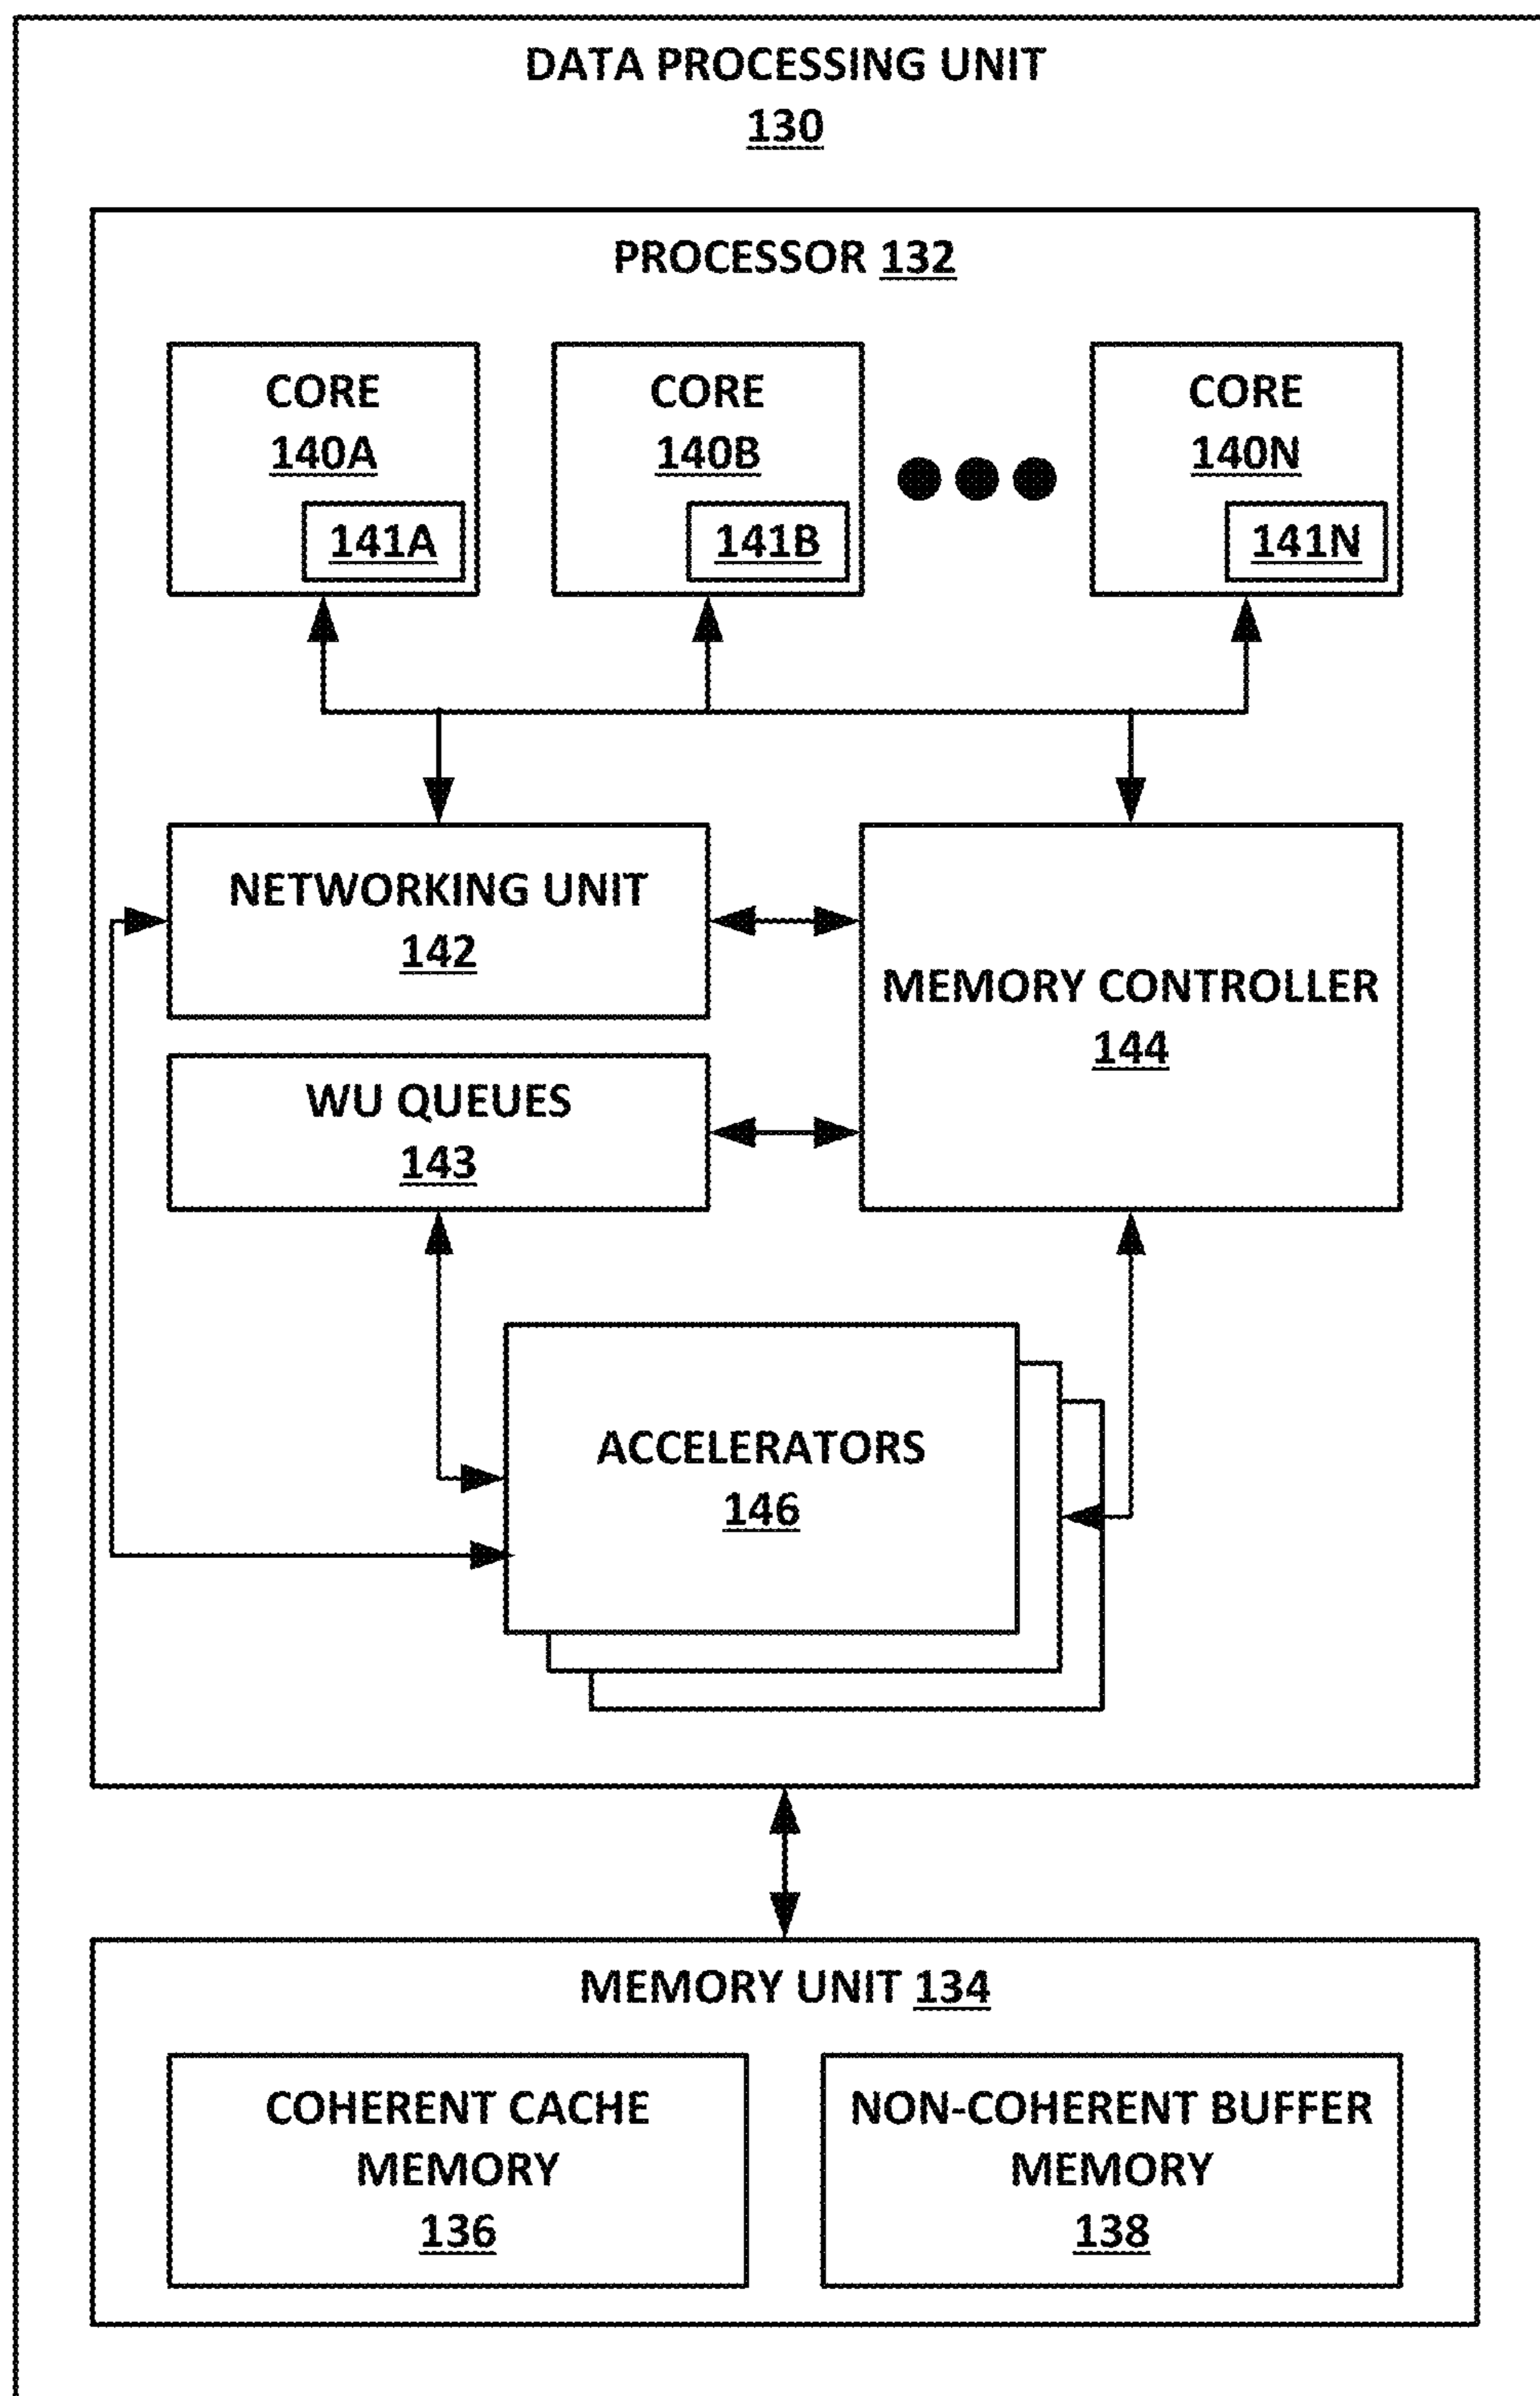 DATA PROCESSING UNIT
130
PROCESSOR 132
CORE
140A
141A
CORE
140B
141B
CORE
140N
141N
NETWORKING UNIT
142
MEMORY CONTROLLER
144
WU QUEUES
143
ACCELERATORS
146
MEMORY UNIT 134
COHERENT CACHE
MEMORY
136
NON-COHERENT BUFFER
MEMORY
138